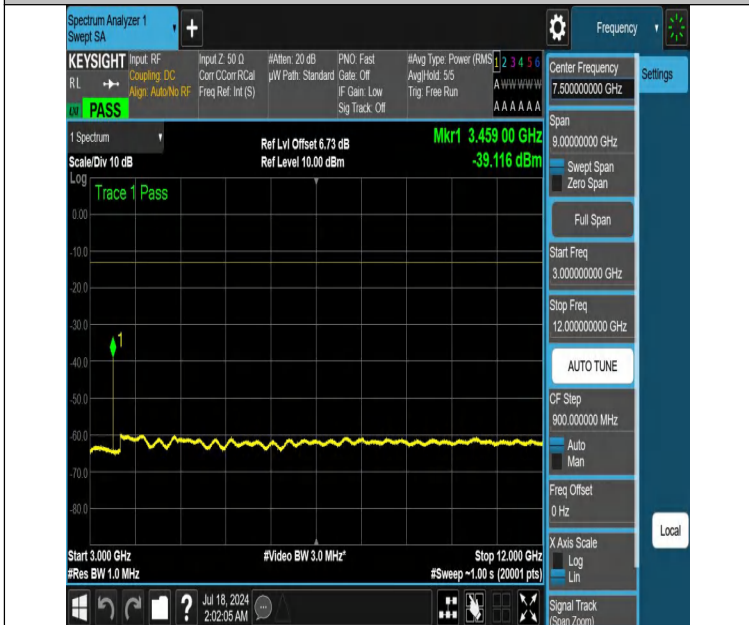 Spectrum Analyzer 1
Swept SA
Frequency
KEYSIGHT
RL
PASS
Input: RF
Coupling: DC
Align: Auto/No RF
Input Z: 50 Ω
Corr CCorr RCal
Freq Ref: Int (S)
#Atten: 20 dB
µW Path: Standard
PNO: Fast
Gate: Off
IF Gain: Low
Sig Track: Off
#Avg Type: Power (RMS
Avg|Hold: 5/5
Trig: Free Run
1 2 3 4 5 6
A W W W W W
A A A A A A
1 Spectrum
Scale/Div 10 dB
Ref Lvl Offset 6.73 dB
Ref Level 10.00 dBm
Mkr1 3.459 00 GHz
-39.116 dBm
Log
Trace 1 Pass
0.00
-10.0
-20.0
-30.0
1
-40.0
-50.0
-60.0
-70.0
-80.0
Start 3.000 GHz
#Res BW 1.0 MHz
#Video BW 3.0 MHz*
Stop 12.000 GHz
#Sweep ~1.00 s (20001 pts)
Jul 18, 2024
2:02:05 AM
?
Center Frequency
7.500000000 GHz
Settings
Span
9.00000000 GHz
Swept Span
Zero Span
Full Span
Start Freq
3.000000000 GHz
Stop Freq
12.000000000 GHz
AUTO TUNE
CF Step
900.000000 MHz
Auto
Man
Freq Offset
0 Hz
Local
X Axis Scale
Log
Lin
Signal Track
(Span Zoom)